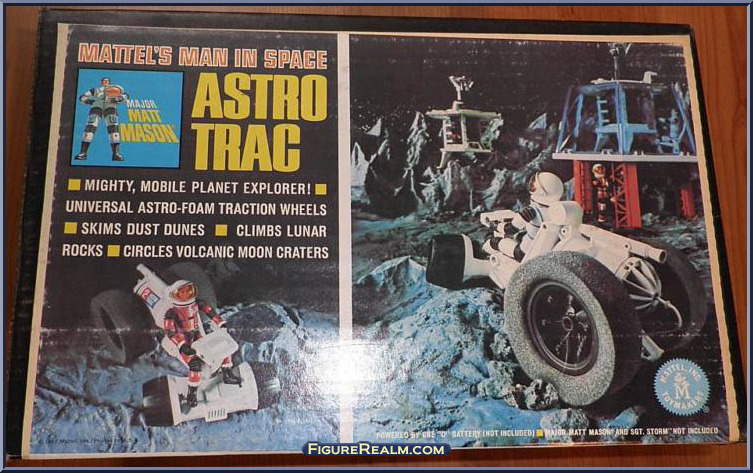 MATTEL'S MAN IN SPACE
MAJOR
MATT
MASON
ASTRO
TRAC
MIGHTY, MOBILE PLANET EXPLORER!
UNIVERSAL ASTRO-FOAM TRACTION WHEELS
SKIMS DUST DUNES ■ CLIMBS LUNAR
ROCKS ■ CIRCLES VOLCANIC MOON CRATERS
MATTEL, INC.
M
TOYMAKERS
POWERED BY ONE "D" BATTERY (NOT INCLUDED) ■ MAJOR MATT MASON AND SGT. STORM NOT INCLUDED
FIGUREREALM.COM